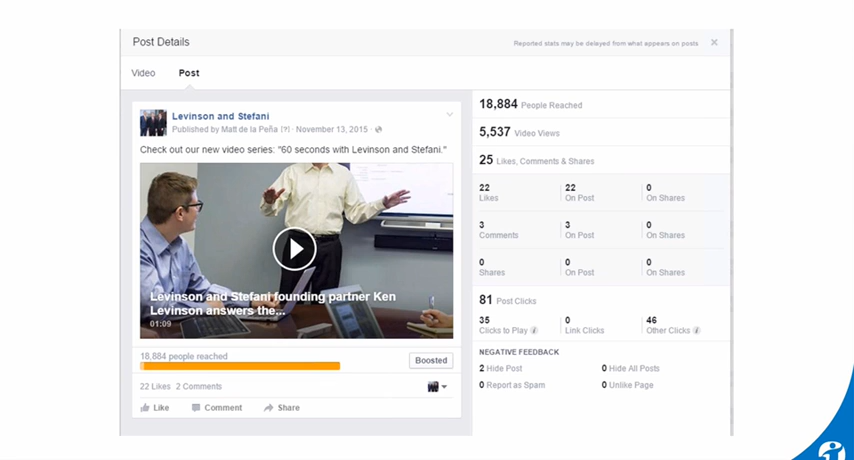 Post Details
Reported stats may be delayed from what appears on posts
Video Post
Levinson and Stefani
Published by Matt de la Peña [?] · November 13, 2015 ·
Check out our new video series: "60 seconds with Levinson and Stefani."
Levinson and Stefani founding partner Ken
Levinson answers the...
01:09
18,884 people reached
Boosted
22 Likes 2 Comments
Like Comment Share
18,884 People Reached
5,537 Video Views
25 Likes, Comments & Shares
22 22 0
Likes On Post On Shares
3 3 0
Comments On Post On Shares
0 0 0
Shares On Post On Shares
81 Post Clicks
35 0 46
Clicks to Play Link Clicks Other Clicks
NEGATIVE FEEDBACK
2 Hide Post 0 Hide All Posts
0 Report as Spam 0 Unlike Page